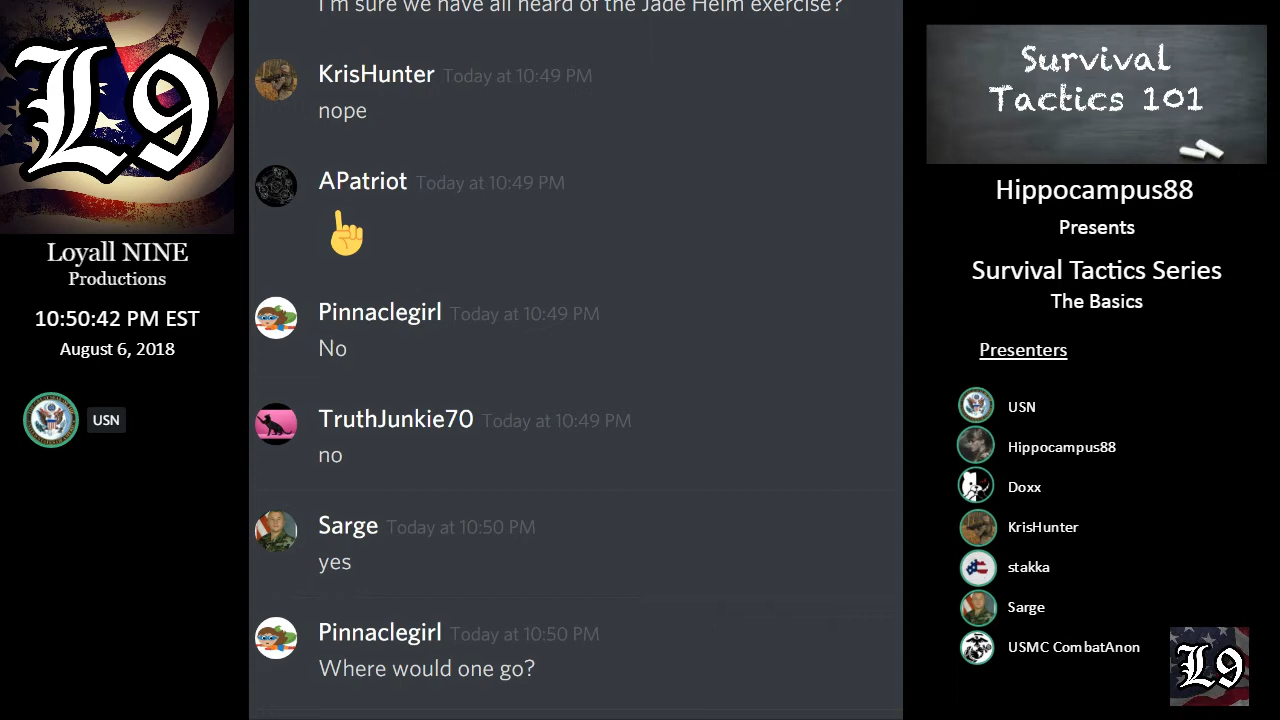 L9
Loyall NINE
Productions
10:50:42 PM EST
August 6, 2018
USN
I'm sure we have all heard of the Jade Helm exercise?
KrisHunter Today at 10:49 PM
nope
APatriot Today at 10:49 PM
Pinnaclegirl Today at 10:49 PM
No
TruthJunkie70 Today at 10:49 PM
no
Sarge Today at 10:50 PM
yes
Pinnaclegirl Today at 10:50 PM
Where would one go?
Survival
Tactics 101
Hippocampus88
Presents
Survival Tactics Series
The Basics
Presenters
USN
Hippocampus88
Doxx
KrisHunter
stakka
Sarge
USMC CombatAnon
L9